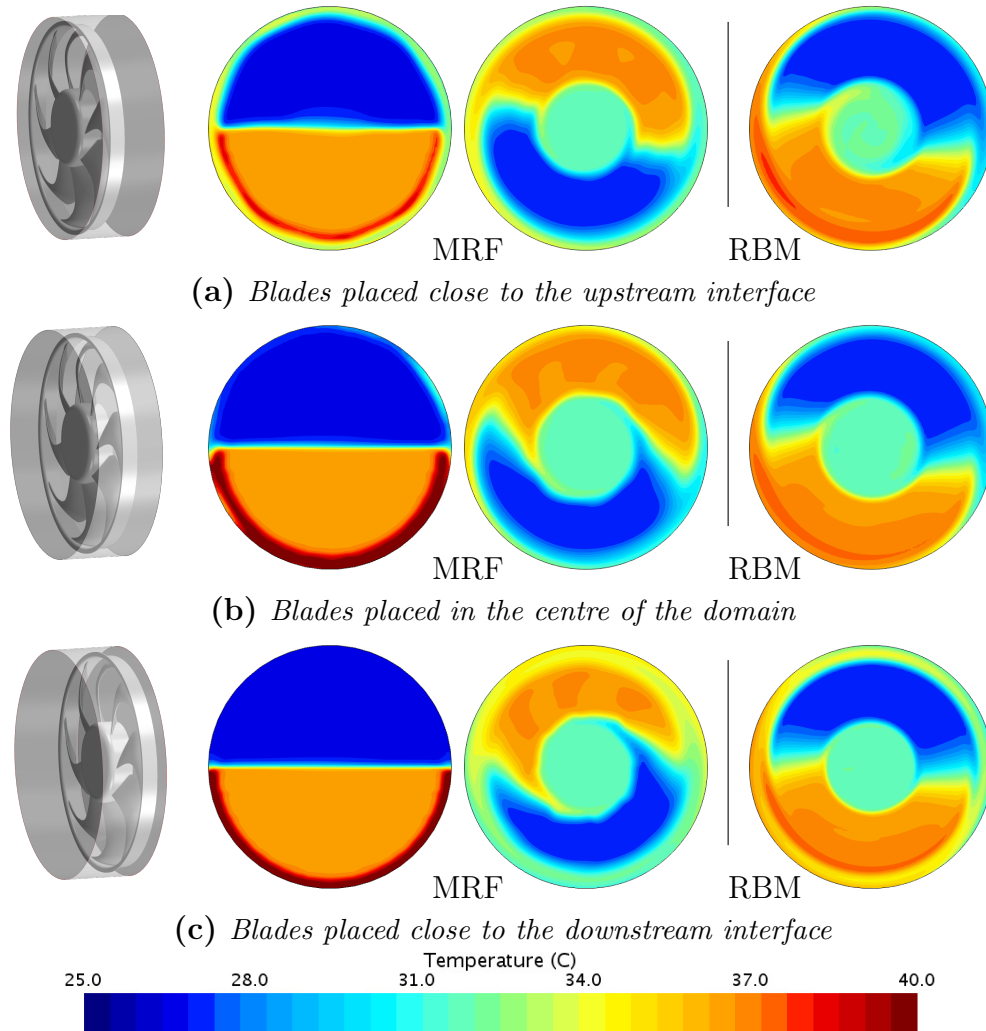 MRF RBM
(a) Blades placed close to the upstream interface
MRF RBM
(b) Blades placed in the centre of the domain
MRF RBM
(c) Blades placed close to the downstream interface
Temperature (C)
25.0 28.0 31.0 34.0 37.0 40.0